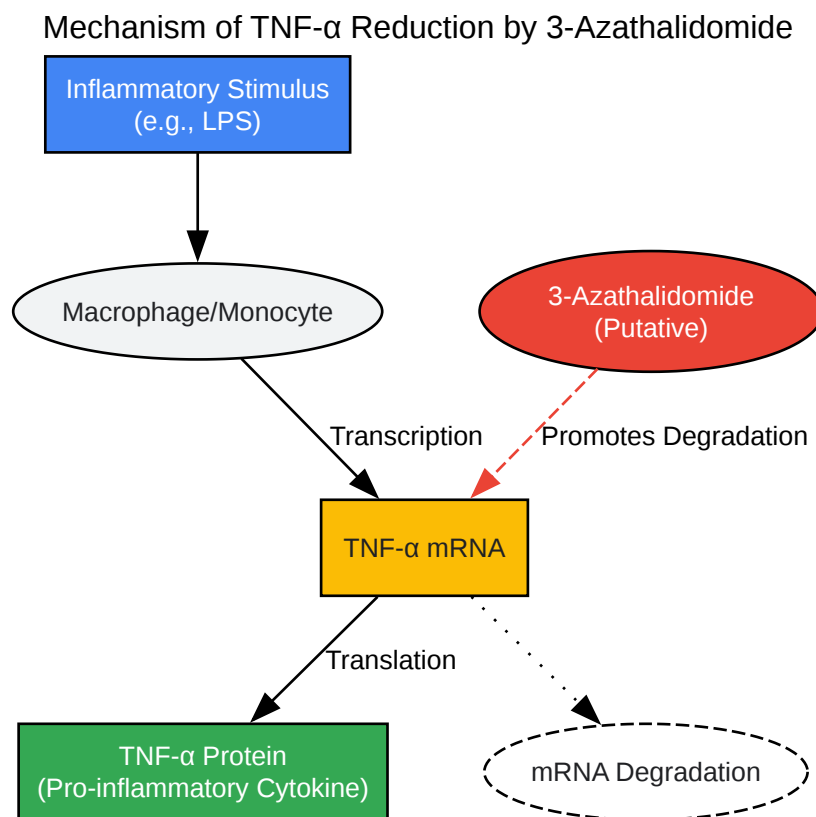 Mechanism of TNF-α Reduction by 3-Azathalidomide
Inflammatory Stimulus
(e.g., LPS)
Macrophage/Monocyte
3-Azathalidomide
(Putative)
Transcription
Promotes Degradation
TNF-α mRNA
Translation
TNF-α Protein
(Pro-inflammatory Cytokine)
mRNA Degradation